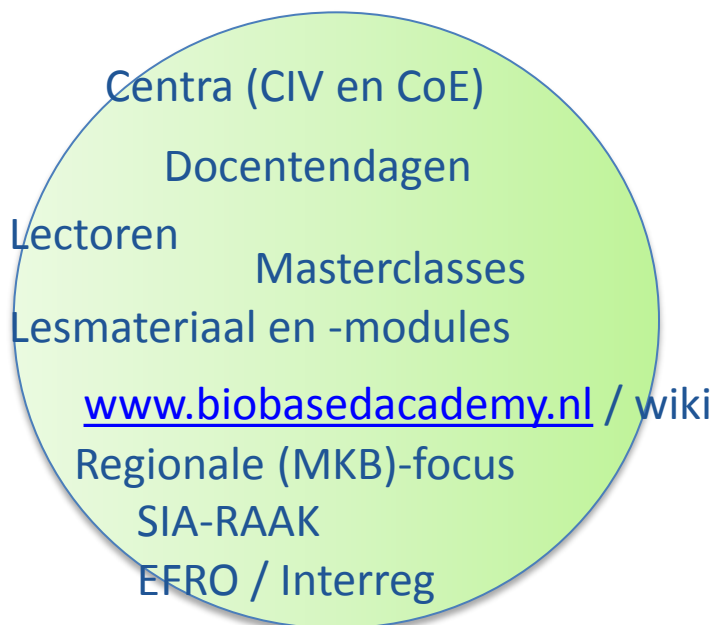 Centra (CIV en CoE)
Docentendagen
Lectoren
Masterclasses
Lesmateriaal en -modules
www.biobasedacademy.nl / wiki
Regionale (MKB)-focus
SIA-RAAK
EFRO / Interreg